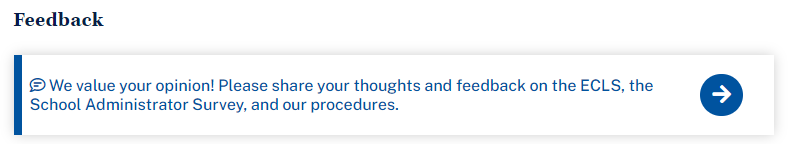 Feedback
We value your opinion! Please share your thoughts and feedback on the ECLS, the
School Administrator Survey, and our procedures.